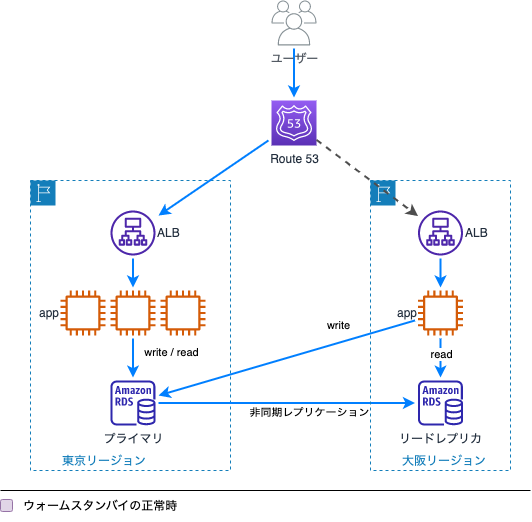 ユーザー
53
Route 53
ALB
ALB
app
app
write
write / read
read
Amazon
RDS
Amazon
RDS
非同期レプリケーション
プライマリ
リードレプリカ
東京リージョン
大阪リージョン
ウォームスタンバイの正常時